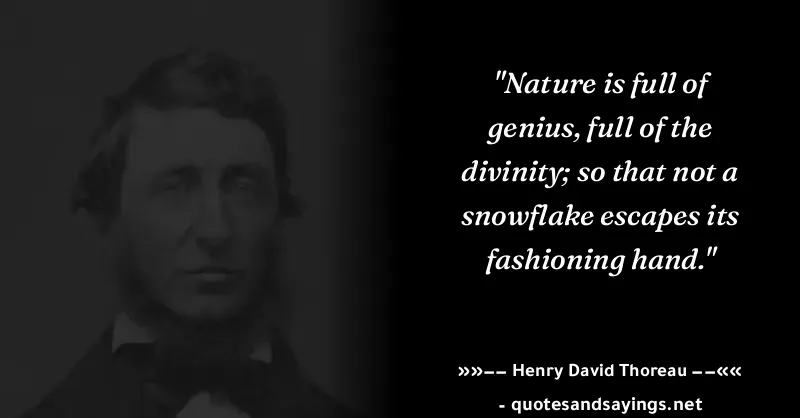 "Nature is full of
genius, full of the
divinity; so that not a
snowflake escapes its
fashioning hand."
»»–– Henry David Thoreau ––««
- quotesandsayings.net